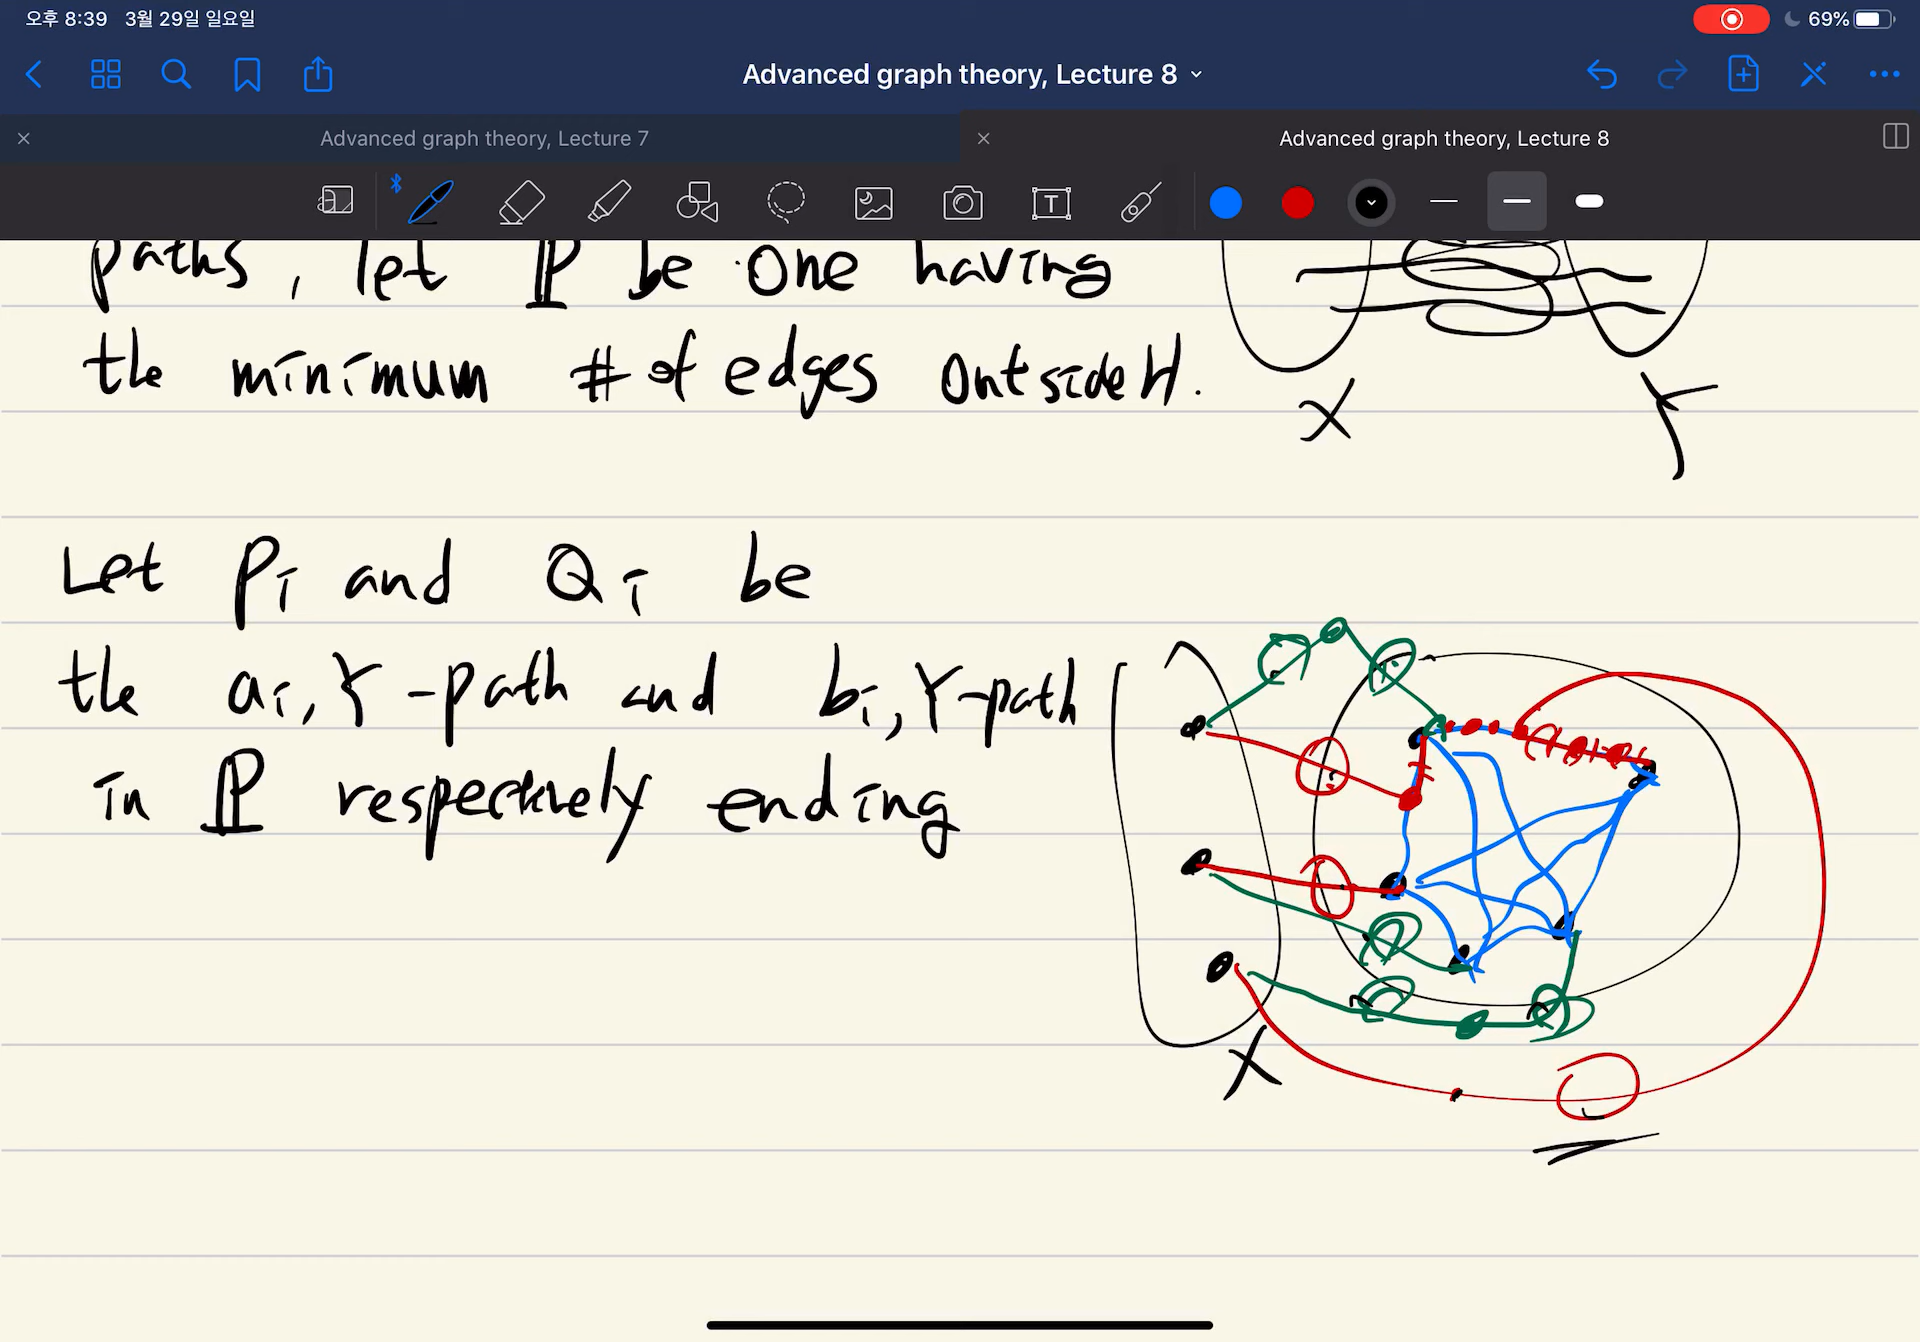 오후 8:39 3월 29일 일요일
69%
Advanced graph theory, Lecture 8
Advanced graph theory, Lecture 7
Advanced graph theory, Lecture 8
paths, let ℙ be one having
the minimum # of edges outside H.
X Y
Let Pi and Qi be
the ai, Y-path and bi, Y-path
in ℙ respectively ending
X